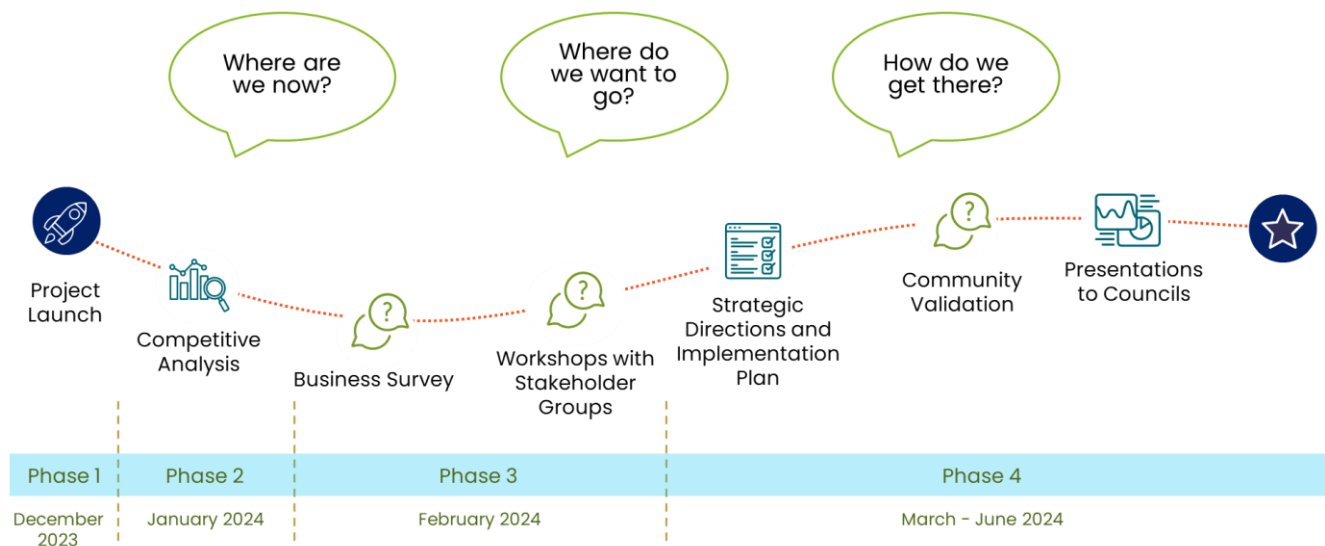 Where are
we now?
Where do
we want to
go?
How do we
get there?
Project
Launch
Competitive
Analysis
?
Business Survey
?
Workshops with
Stakeholder
Groups
Strategic
Directions and
Implementation
Plan
?
Community
Validation
Presentations
to Councils
Phase 1
Phase 2
Phase 3
Phase 4
December
2023
January 2024
February 2024
March - June 2024